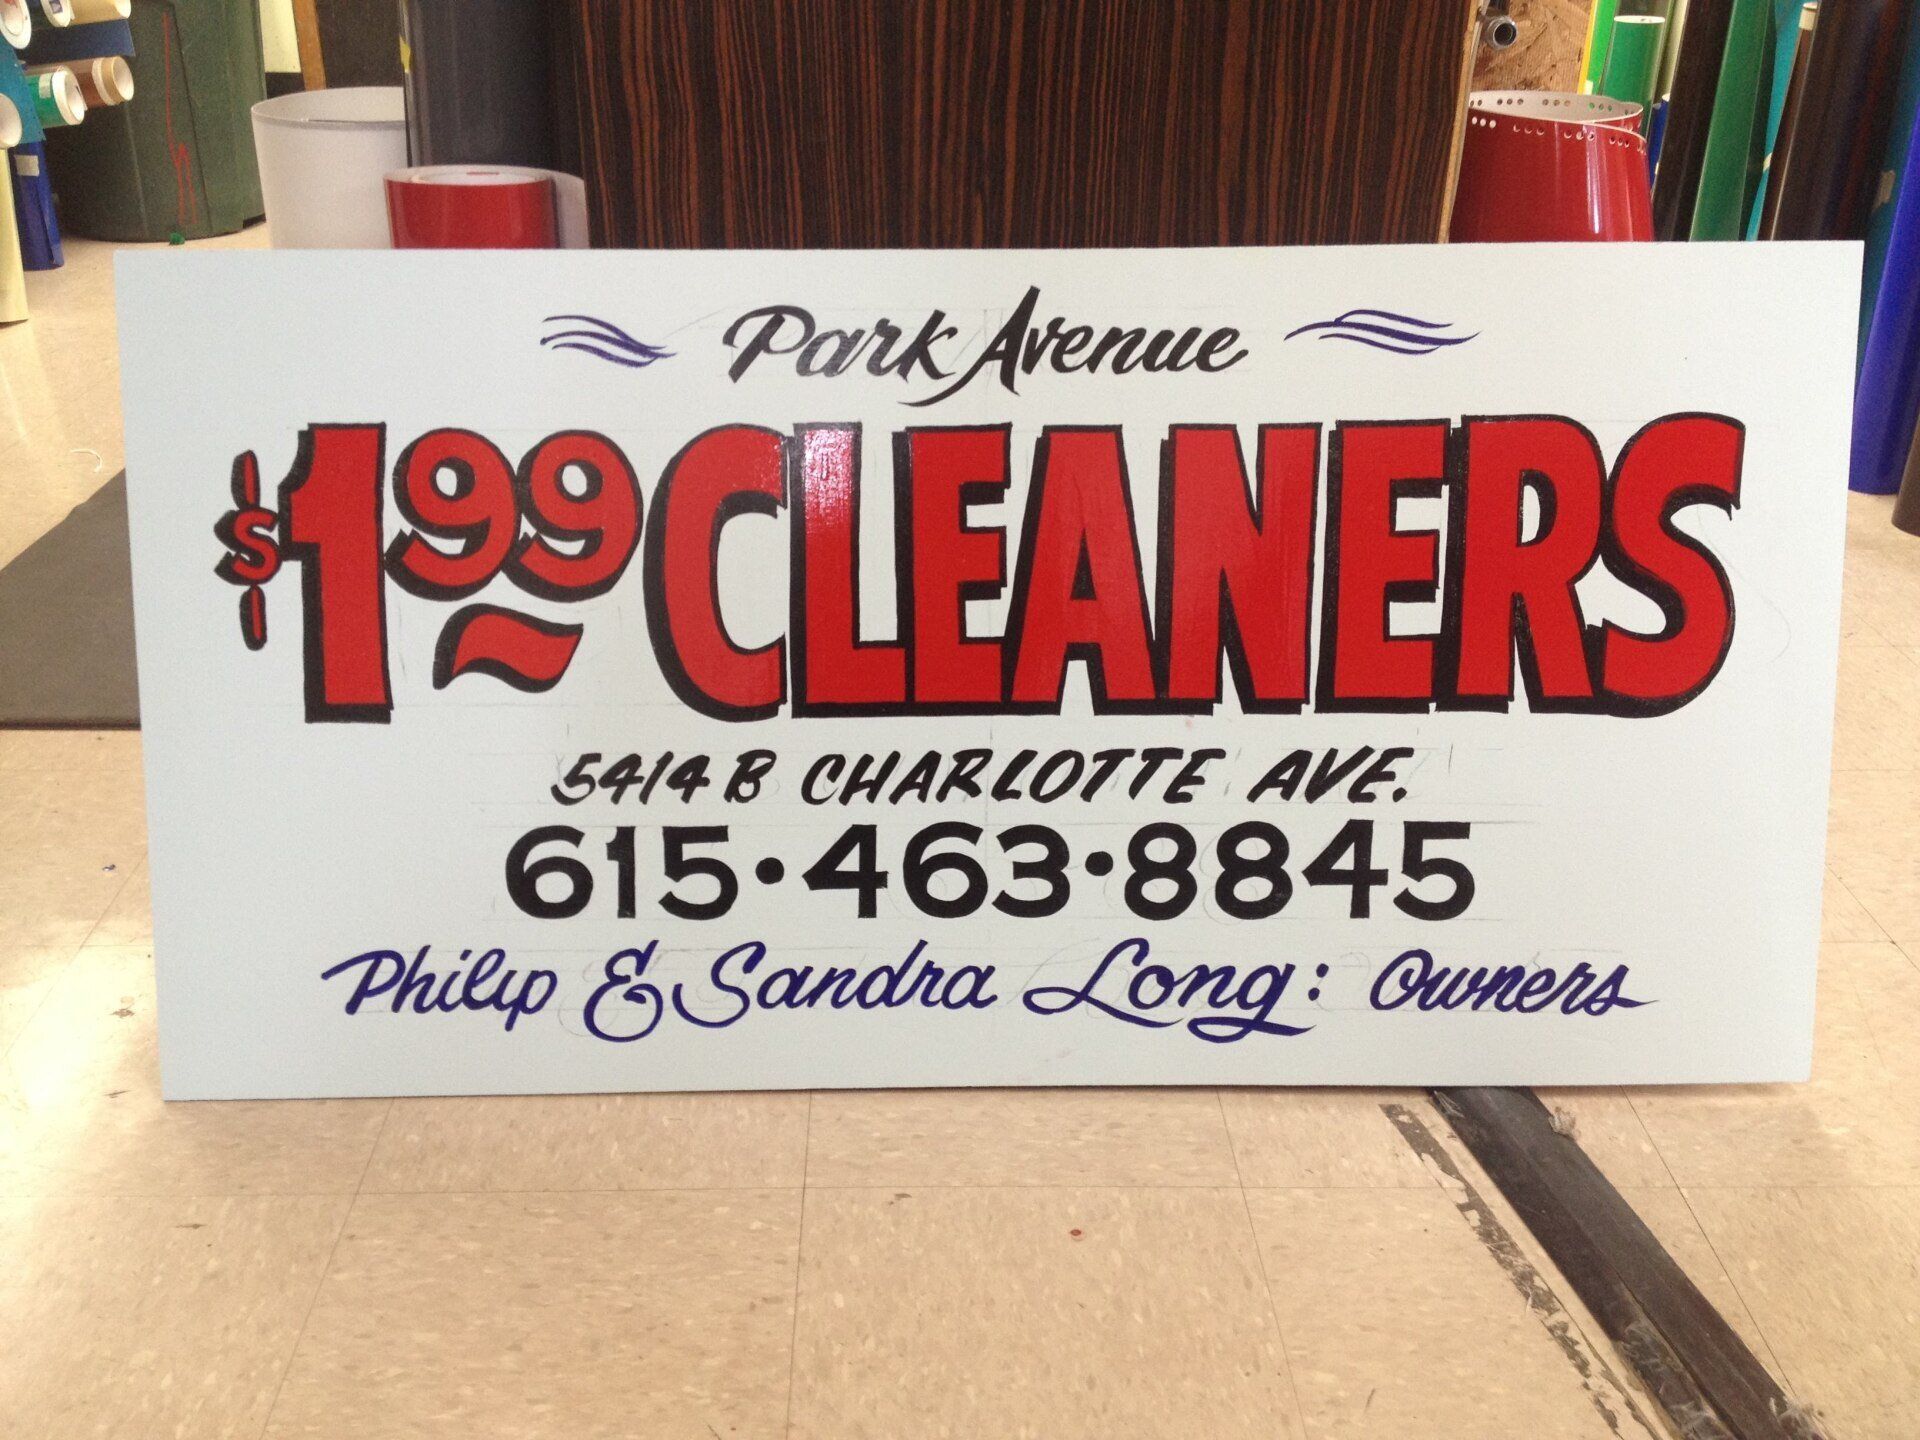 Park Avenue
$1.99 CLEANERS
5414 B CHARLOTTE AVE.
615•463•8845
Philip & Sandra Long: Owners